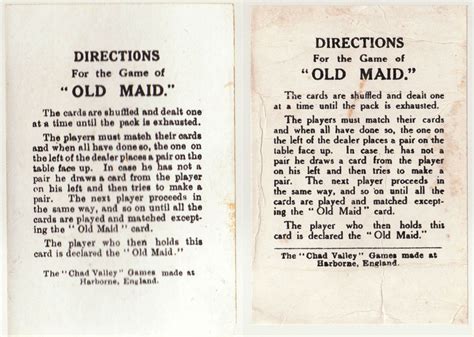 DIRECTIONS
For the Game of
“ OLD MAID.”
The cards are shuffled and dealt one
at a time until the pack is exhausted.
The players must match their cards
and when all have done so, the one on
the left of the dealer places a pair on the
table face up. In case he has not a
pair he draws a card from the player
on his left and then tries to make a
pair. The next player proceeds in
the same way, and so on until all the
cards are played and matched except-
ing the “ Old Maid ” card.
The player who then holds this
card is declared the “ Old Maid.”
The “Chad Valley” Games made at
Harborne, England.
DIRECTIONS
For the Game of
“ OLD MAID.”
The cards are shuffled and dealt one
at a time until the pack is exhausted.
The players must match their cards
and when all have done so, the one on
the left of the dealer places a pair on the
table face up. In case he has not a
pair he draws a card from the player
on his left and then tries to make a
pair. The next player proceeds in
the same way, and so on until all the
cards are played and matched except-
ing the “Old Maid” card.
The player who then holds this
card is declared the “Old Maid.”
The “Chad Valley” Games made at
Harborne, England.